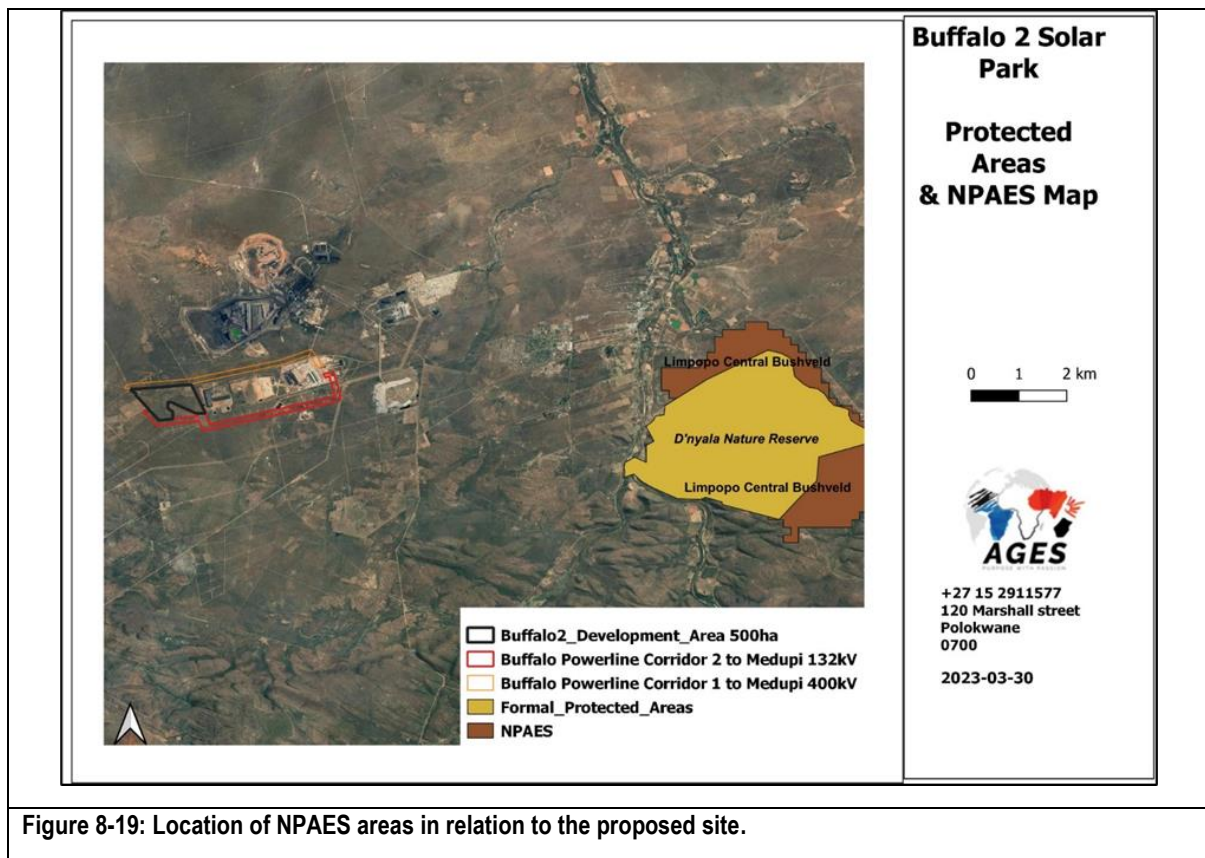 Buffalo 2 Solar
Park
Protected
Areas
& NPAES Map
Limpopo Central Bushveld
D'nyala Nature Reserve
Limpopo Central Bushveld
0 1 2 km
AGES
PURPOSE WITH PASSION
+27 15 2911577
120 Marshall street
Polokwane
0700
2023-03-30
Buffalo2_Development_Area 500ha
Buffalo Powerline Corridor 2 to Medupi 132kV
Buffalo Powerline Corridor 1 to Medupi 400kV
Formal_Protected_Areas
NPAES
Figure 8-19: Location of NPAES areas in relation to the proposed site.